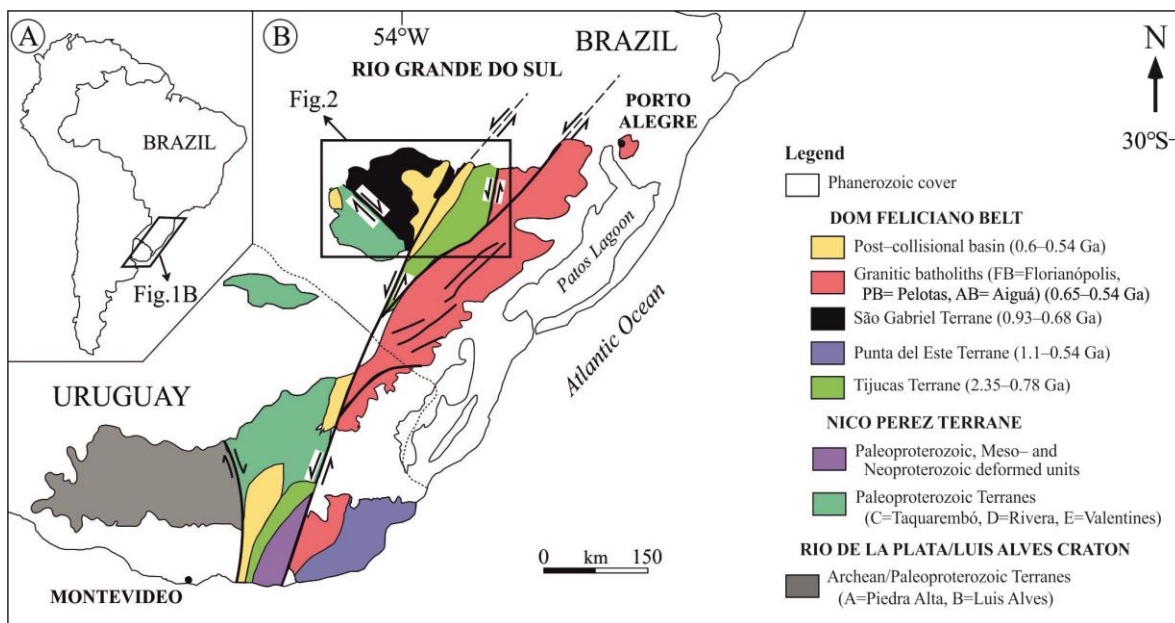 A
BRAZIL
Fig.1B
B
54°W
BRAZIL
RIO GRANDE DO SUL
Fig.2
PORTO
ALEGRE
Patos Lagoon
Atlantic Ocean
URUGUAY
MONTEVIDEO
0 km 150
N
30°S
Legend
Phanerozoic cover
DOM FELICIANO BELT
Post–collisional basin (0.6–0.54 Ga)
Granitic batholiths (FB=Florianópolis,
PB= Pelotas, AB= Aiguá) (0.65–0.54 Ga)
São Gabriel Terrane (0.93–0.68 Ga)
Punta del Este Terrane (1.1–0.54 Ga)
Tijucas Terrane (2.35–0.78 Ga)
NICO PEREZ TERRANE
Paleoproterozoic, Meso– and
Neoproterozoic deformed units
Paleoproterozoic Terranes
(C=Taquarembó, D=Rivera, E=Valentines)
RIO DE LA PLATA/LUIS ALVES CRATON
Archean/Paleoproterozoic Terranes
(A=Piedra Alta, B=Luis Alves)